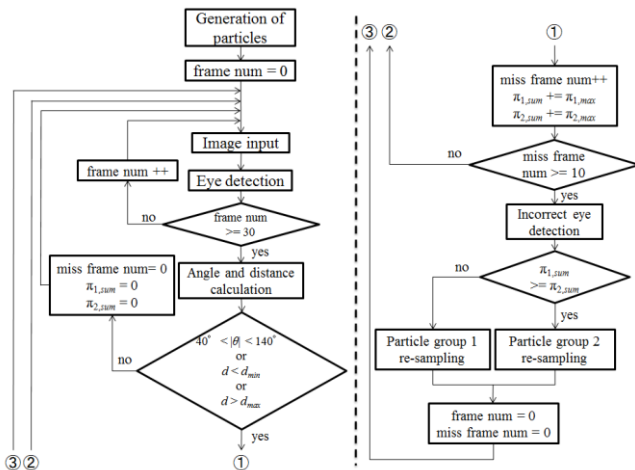 Generation of
particles
frame num = 0
Image input
frame num ++
Eye detection
frame num
>= 30
no
yes
miss frame num= 0
π1,sum = 0
π2,sum = 0
Angle and distance
calculation
40° < |θ| < 140°
or
d < dmin
or
d > dmax
no
yes
③ ②
①
③ ②
①
miss frame num++
π1,sum += π1,max
π2,sum += π2,max
no
miss frame
num >= 10
yes
Incorrect eye
detection
no
π1,sum
>= π2,sum
yes
Particle group 1
re-sampling
Particle group 2
re-sampling
frame num = 0
miss frame num = 0